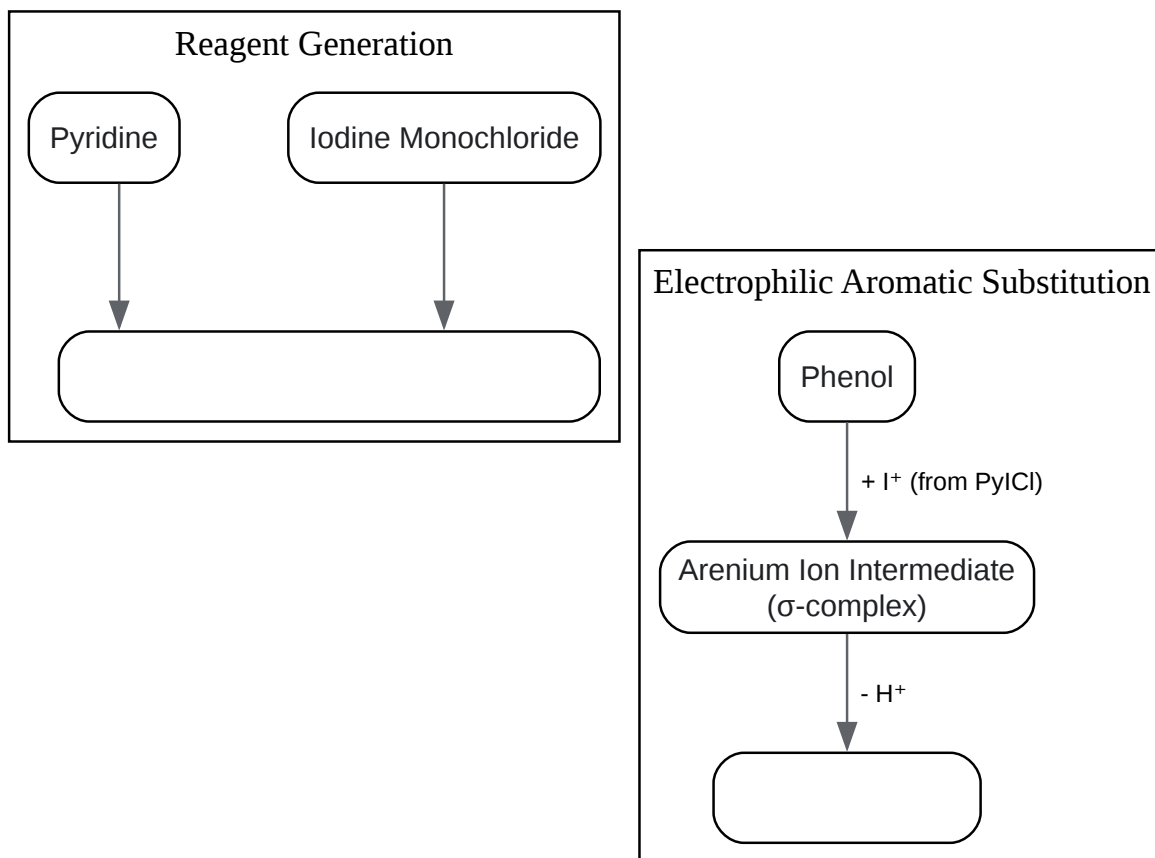 Reagent Generation
Pyridine
Iodine Monochloride
Electrophilic Aromatic Substitution
Phenol
+ I⁺ (from PyICl)
Arenium Ion Intermediate
(σ-complex)
- H⁺